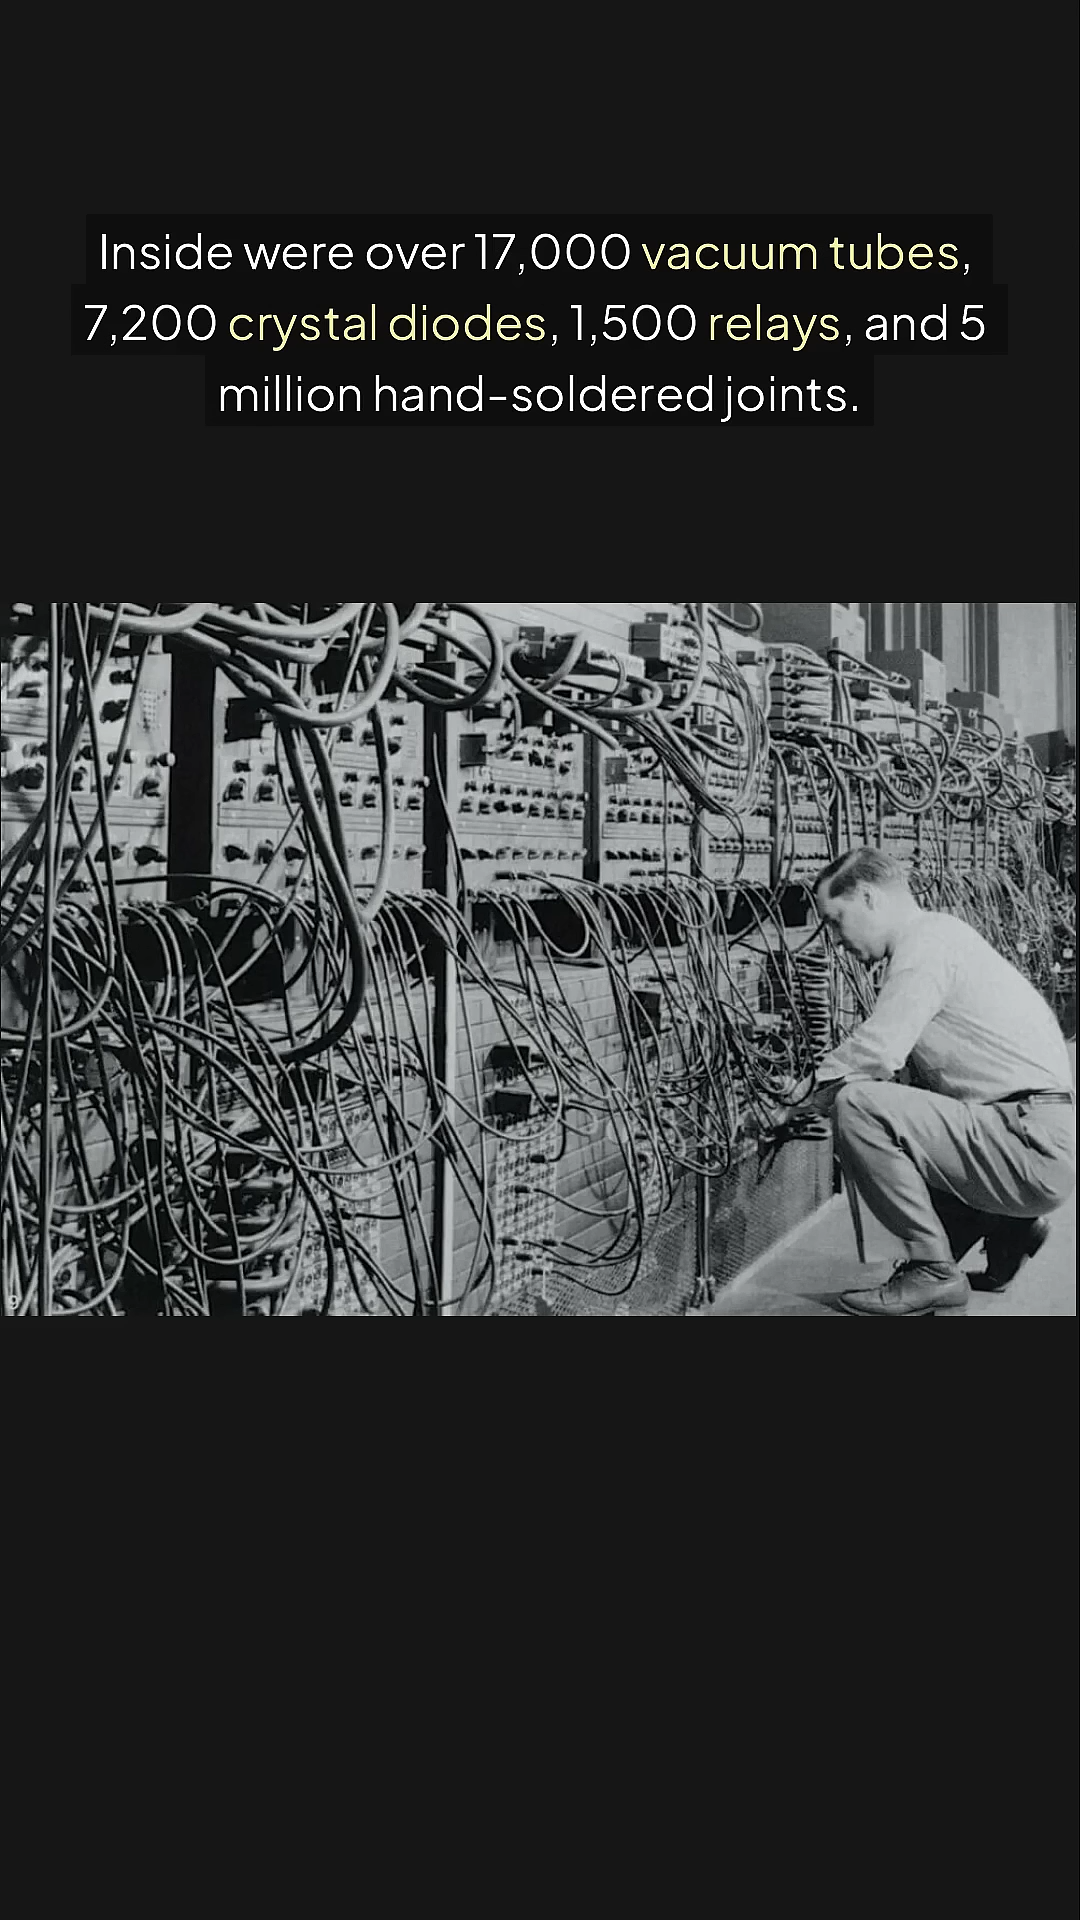 Inside were over 17,000 vacuum tubes,
7,200 crystal diodes, 1,500 relays, and 5
million hand-soldered joints.
9